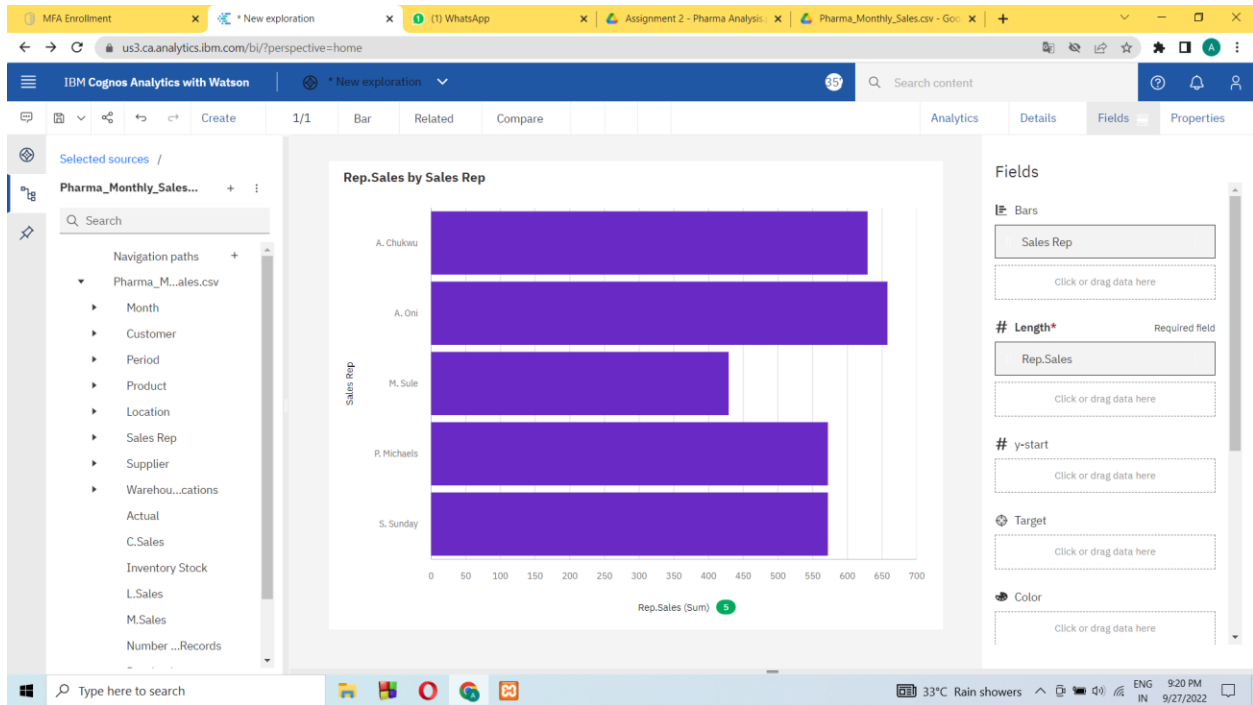 MFA Enrollment
* New exploration
(1) WhatsApp
Assignment 2 - Pharma Analysis.
Pharma_Monthly_Sales.csv - Goo
us3.ca.analytics.ibm.com/bi/?perspective=home
IBM Cognos Analytics with Watson
* New exploration
Search content
Create
1/1
Bar
Related
Compare
Analytics
Details
Fields
Properties
Selected sources /
Pharma_Monthly_Sales...
Search
Navigation paths
Pharma_M...ales.csv
Month
Customer
Period
Product
Location
Sales Rep
Supplier
Warehou...cations
Actual
C.Sales
Inventory Stock
L.Sales
M.Sales
Number ...Records
Rep.Sales by Sales Rep
Sales Rep
A. Chukwu
A. Oni
M. Sule
P. Michaels
S. Sunday
0 50 100 150 200 250 300 350 400 450 500 550 600 650 700
Rep.Sales (Sum) 5
Fields
Bars
Sales Rep
Click or drag data here
# Length* Required field
Rep.Sales
Click or drag data here
# y-start
Click or drag data here
Target
Click or drag data here
Color
Click or drag data here
Type here to search
33°C Rain showers
ENG
IN
9:20 PM
9/27/2022